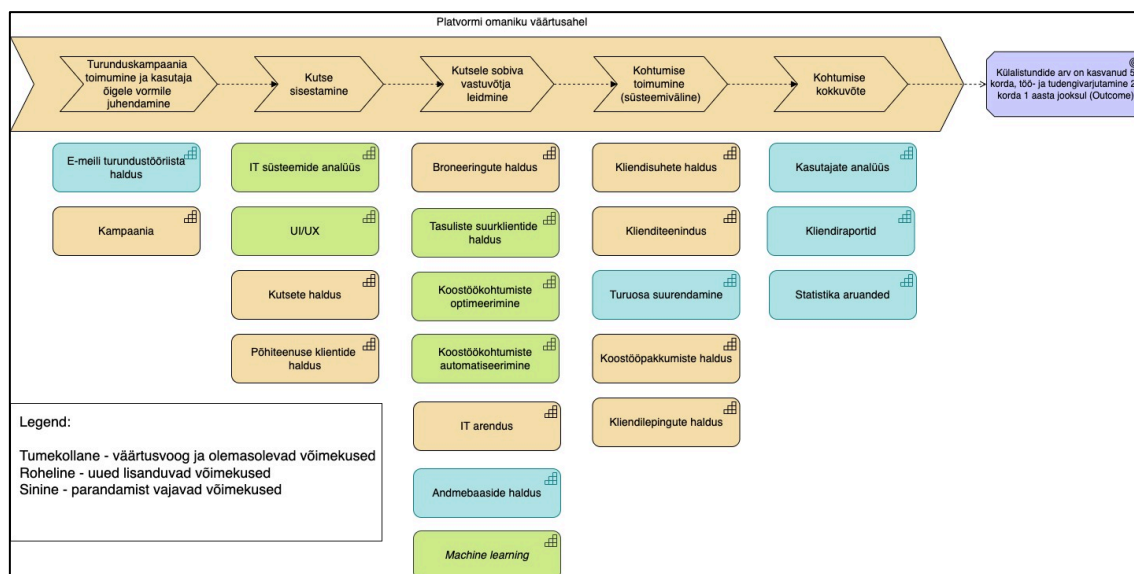 Platvormi omaniku väärtusahel
Turunduskampaania
toimumine ja kasutaja
õigele vormile
juhendamine
Kutse
sisestamine
Kutsele sobiva
vastuvõtja
leidmine
Kohtumise
toimumine
(süsteemiväline)
Kohtumise
kokkuvõte
Külalistundide arv on kasvanud 5
korda, töö- ja tudengivarjutamine 2
korda 1 aasta jooksul (Outcome)
E-meili turundustööriista
haldus
Kampaania
IT süsteemide analüüs
UI/UX
Kutsete haldus
Põhiteenuse klientide
haldus
Broneeringute haldus
Tasuliste suurklientide
haldus
Koostöökohtumiste
optimeerimine
Koostöökohtumiste
automatiseerimine
IT arendus
Andmebaaside haldus
Machine learning
Kliendisuhete haldus
Klienditeenindus
Turuosa suurendamine
Koostööpakkumiste haldus
Kliendilepingute haldus
Kasutajate analüüs
Kliendiraportid
Statistika aruanded
Legend:
Tumekollane - väärtusvoog ja olemasolevad võimekused
Roheline - uued lisanduvad võimekused
Sinine - parandamist vajavad võimekused